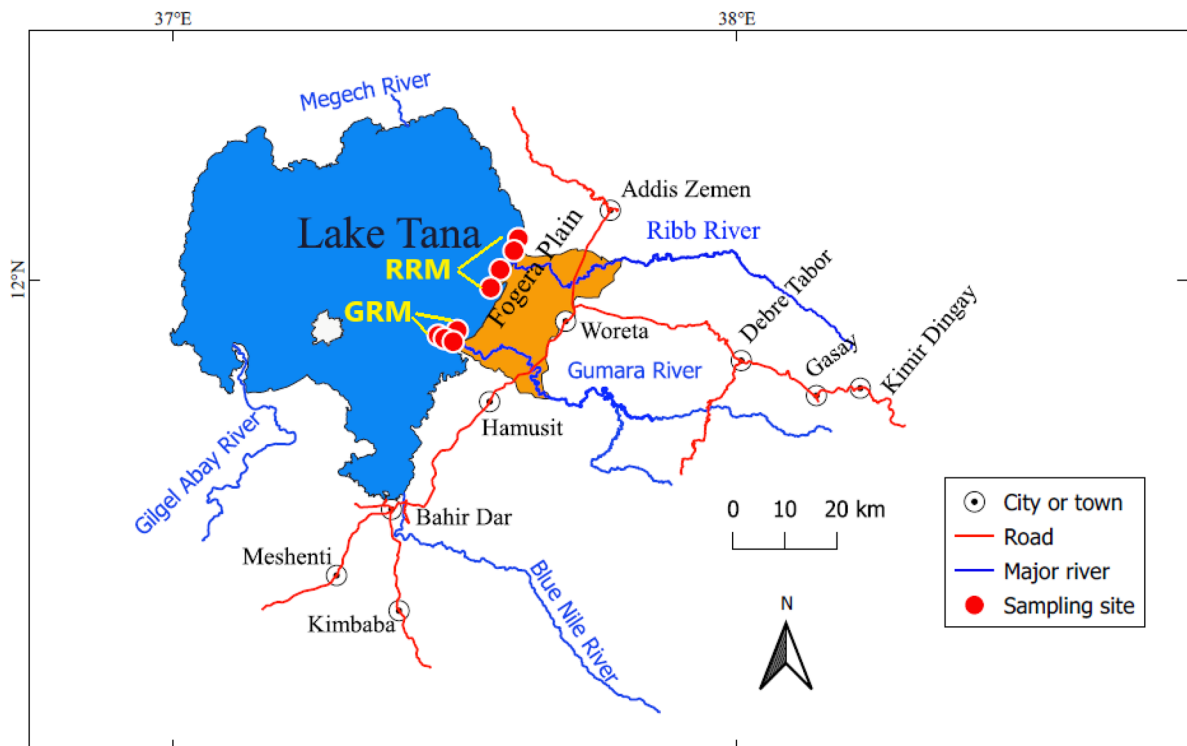 37°E
38°E
12°N
Megech River
Addis Zemen
Lake Tana
Ribb River
RRM
Fogera Plain
GRM
Woreta
Debre Tabor
Gasay
Kimir Dingay
Gumara River
Hamusit
Gilgel Abay River
Bahir Dar
Meshenti
Kimbaba
Blue Nile River
0 10 20 km
N
City or town
Road
Major river
Sampling site
37°E
38°E